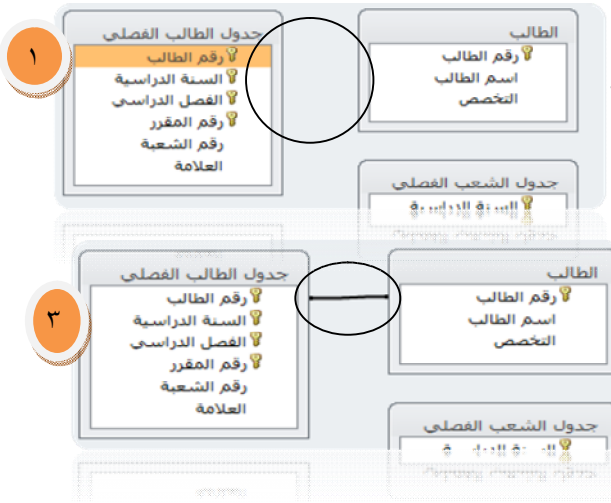 ١
الطالب
رقم الطالب
اسم الطالب
التخصص
جدول الطالب الفصلي
رقم الطالب
السنة الدراسية
الفصل الدراسي
رقم المقرر
رقم الشعبة
العلامة
جدول الشعب الفصلي
السنة الدراسية
٣
الطالب
رقم الطالب
اسم الطالب
التخصص
جدول الطالب الفصلي
رقم الطالب
السنة الدراسية
الفصل الدراسي
رقم المقرر
رقم الشعبة
العلامة
جدول الشعب الفصلي